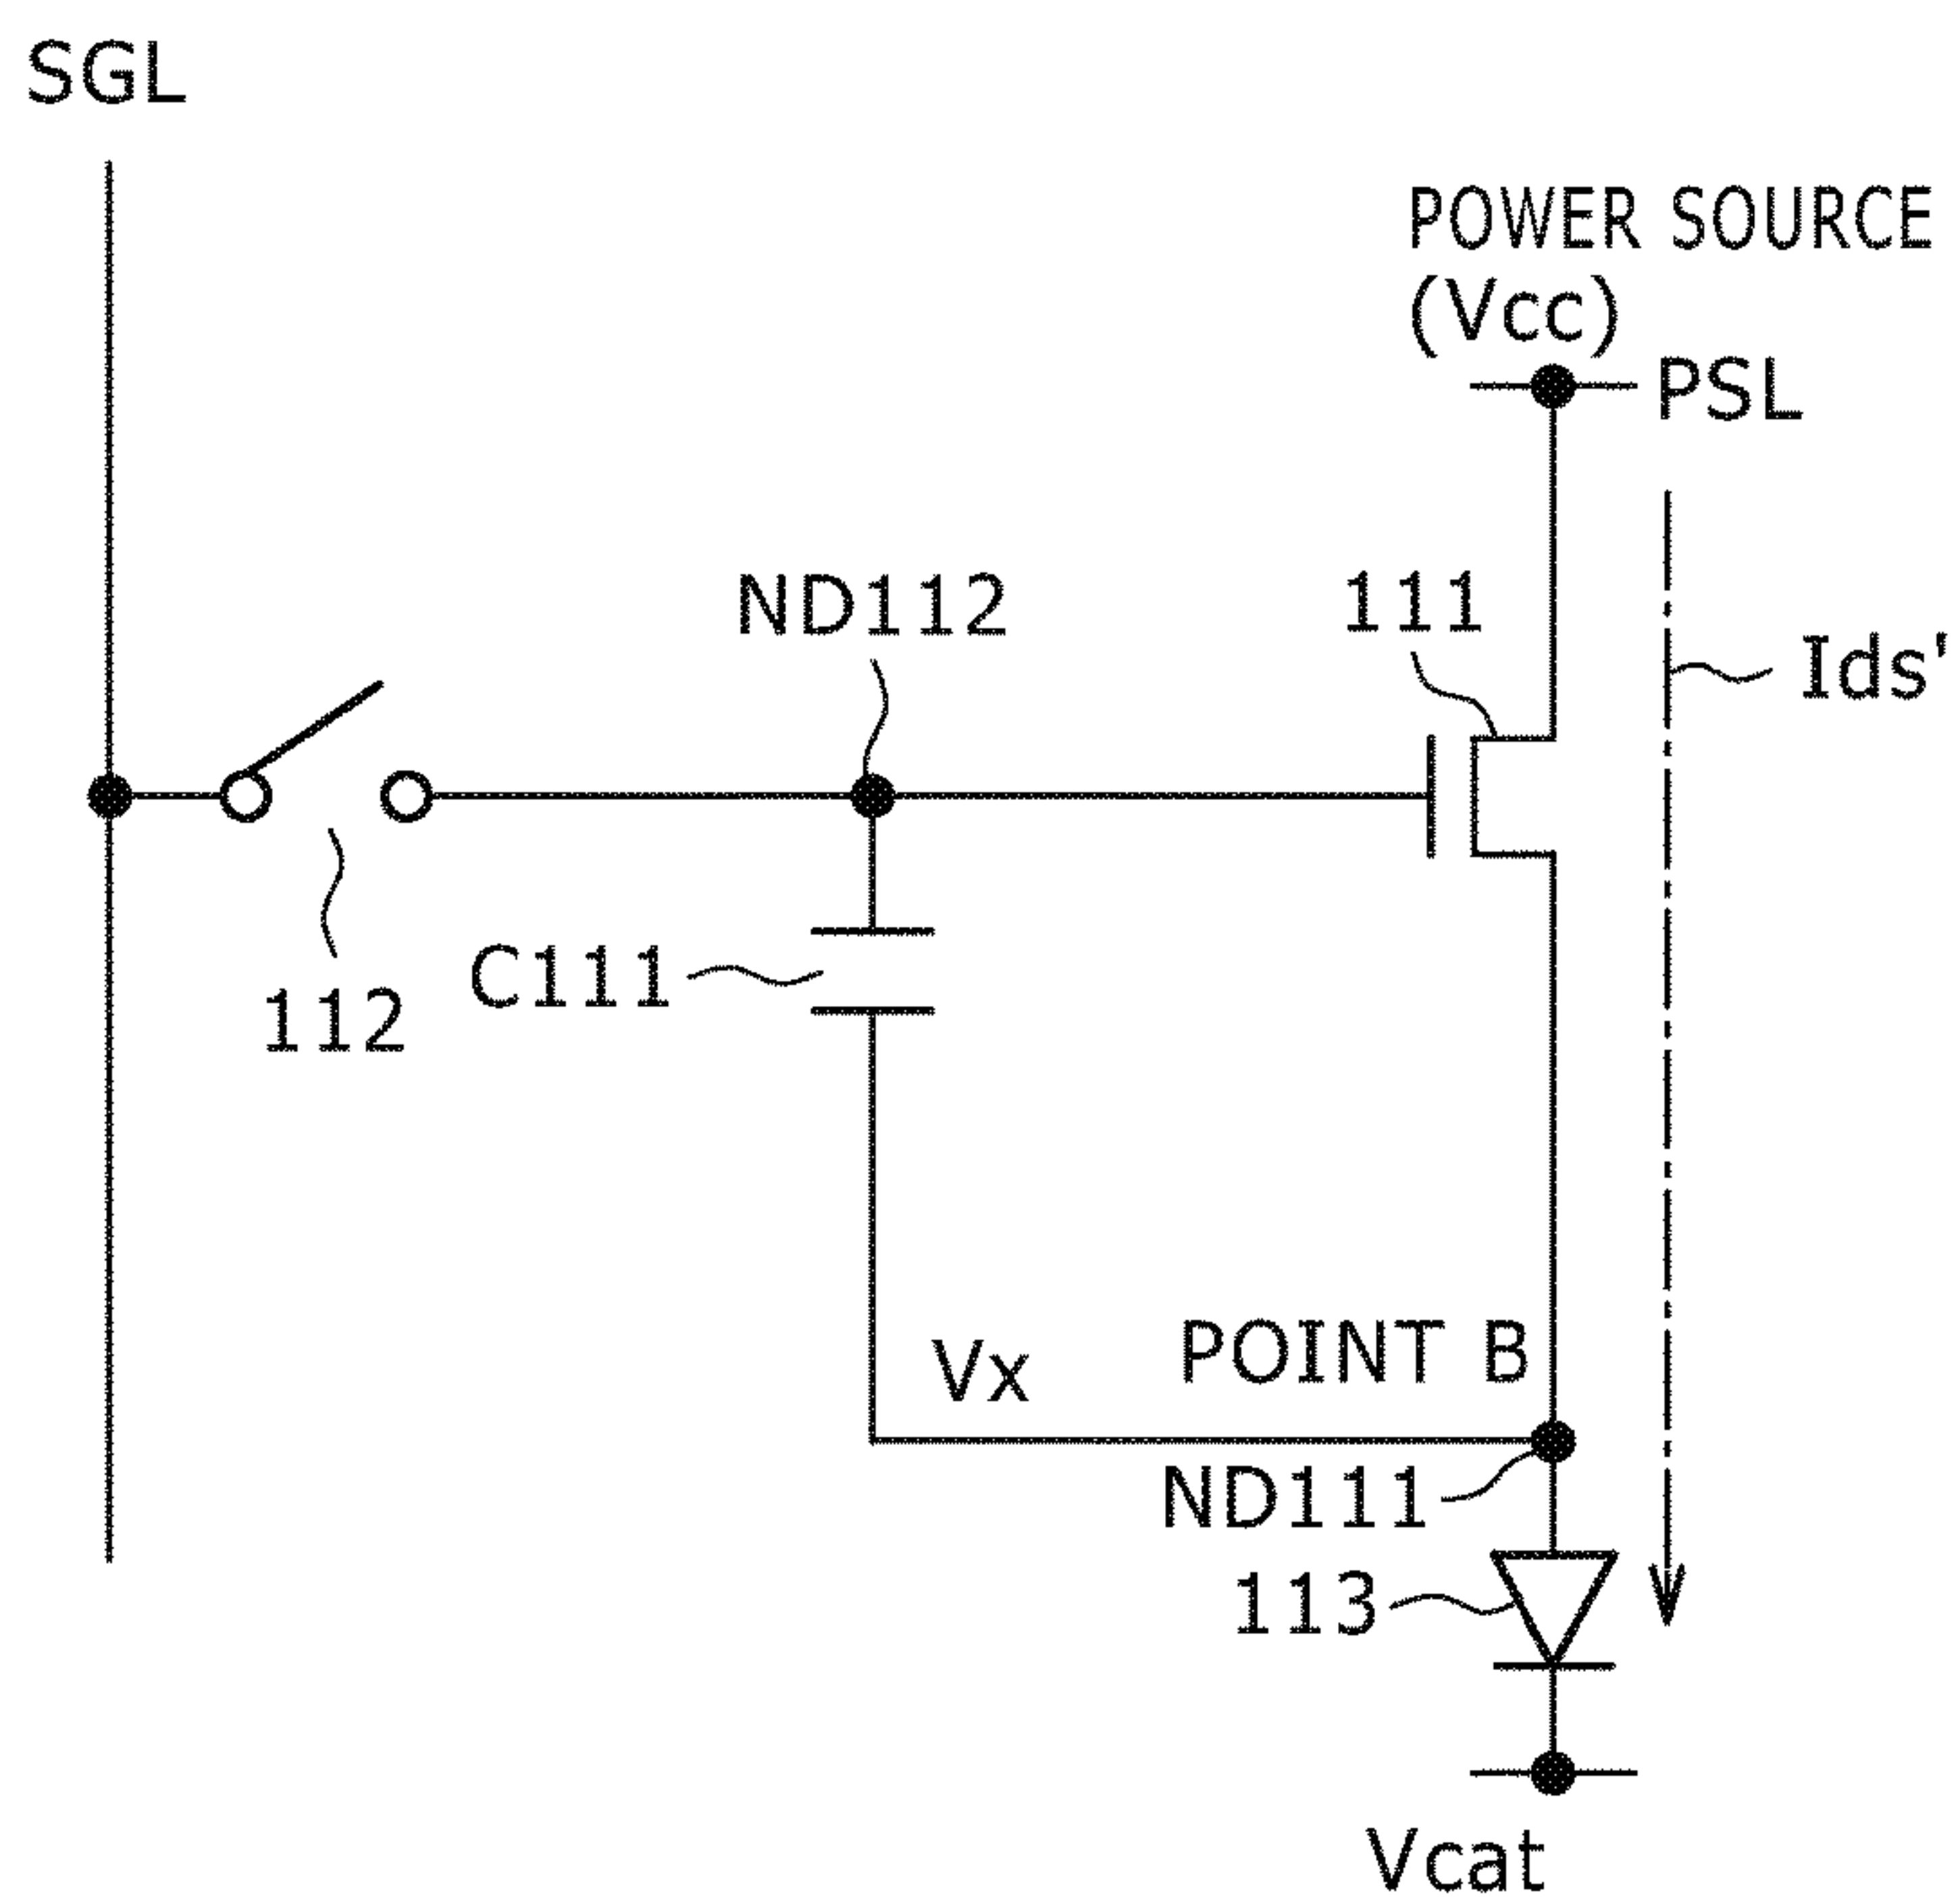 SGL
POWER SOURCE
(Vcc)
PSL
ND112
111
Ids'
C111
112
POINT B
Vx
ND111
113
Vcat